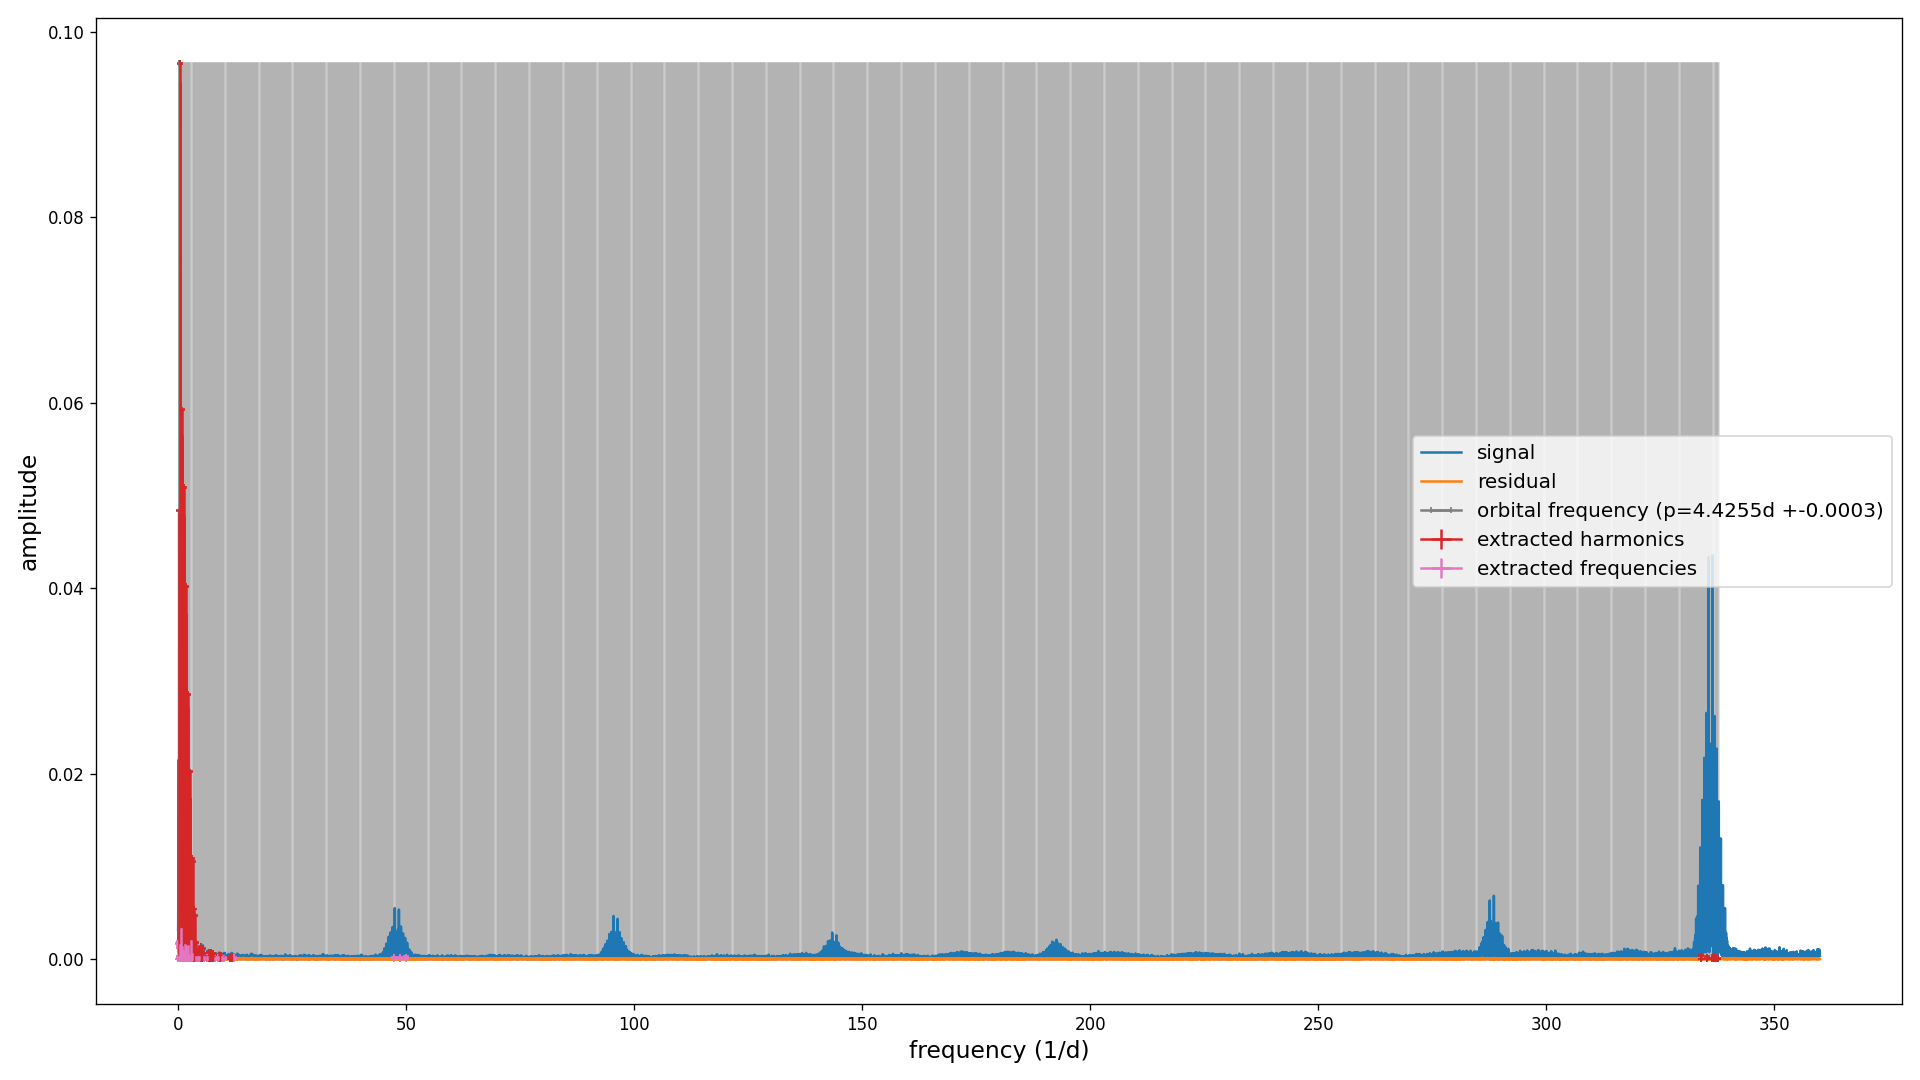 0.10
0.08
0.06
0.04
0.02
0.00
amplitude
signal
residual
orbital frequency (p=4.4255d +-0.0003)
extracted harmonics
extracted frequencies
0 50 100 150 200 250 300 350
frequency (1/d)